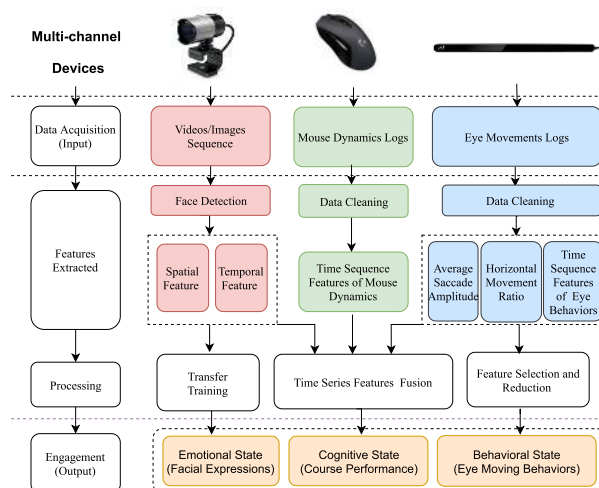 Multi-channel
Devices
Data Acquisition
(Input)
Videos/Images
Sequence
Mouse Dynamics Logs
Eye Movements Logs
Features
Extracted
Face Detection
Data Cleaning
Data Cleaning
Spatial
Feature
Temporal
Feature
Time Sequence
Features of Mouse
Dynamics
Average
Saccade
Amplitude
Horizontal
Movement
Ratio
Time
Sequence
Features
of Eye
Behaviors
Processing
Transfer
Training
Time Series Features Fusion
Feature Selection and
Reduction
Engagement
(Output)
Emotional State
(Facial Expressions)
Cognitive State
(Course Performance)
Behavioral State
(Eye Moving Behaviors)